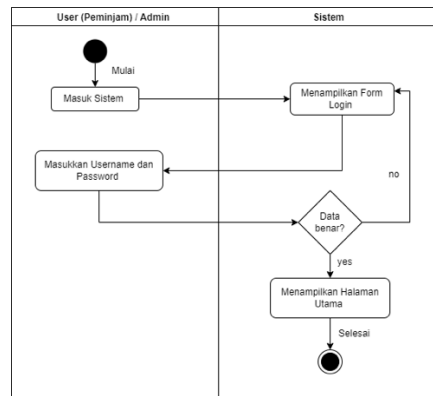 User (Peminjam) / Admin
Sistem
Mulai
Masuk Sistem
Menampilkan Form
Login
Masukkan Username dan
Password
no
Data
benar?
yes
Menampilkan Halaman
Utama
Selesai